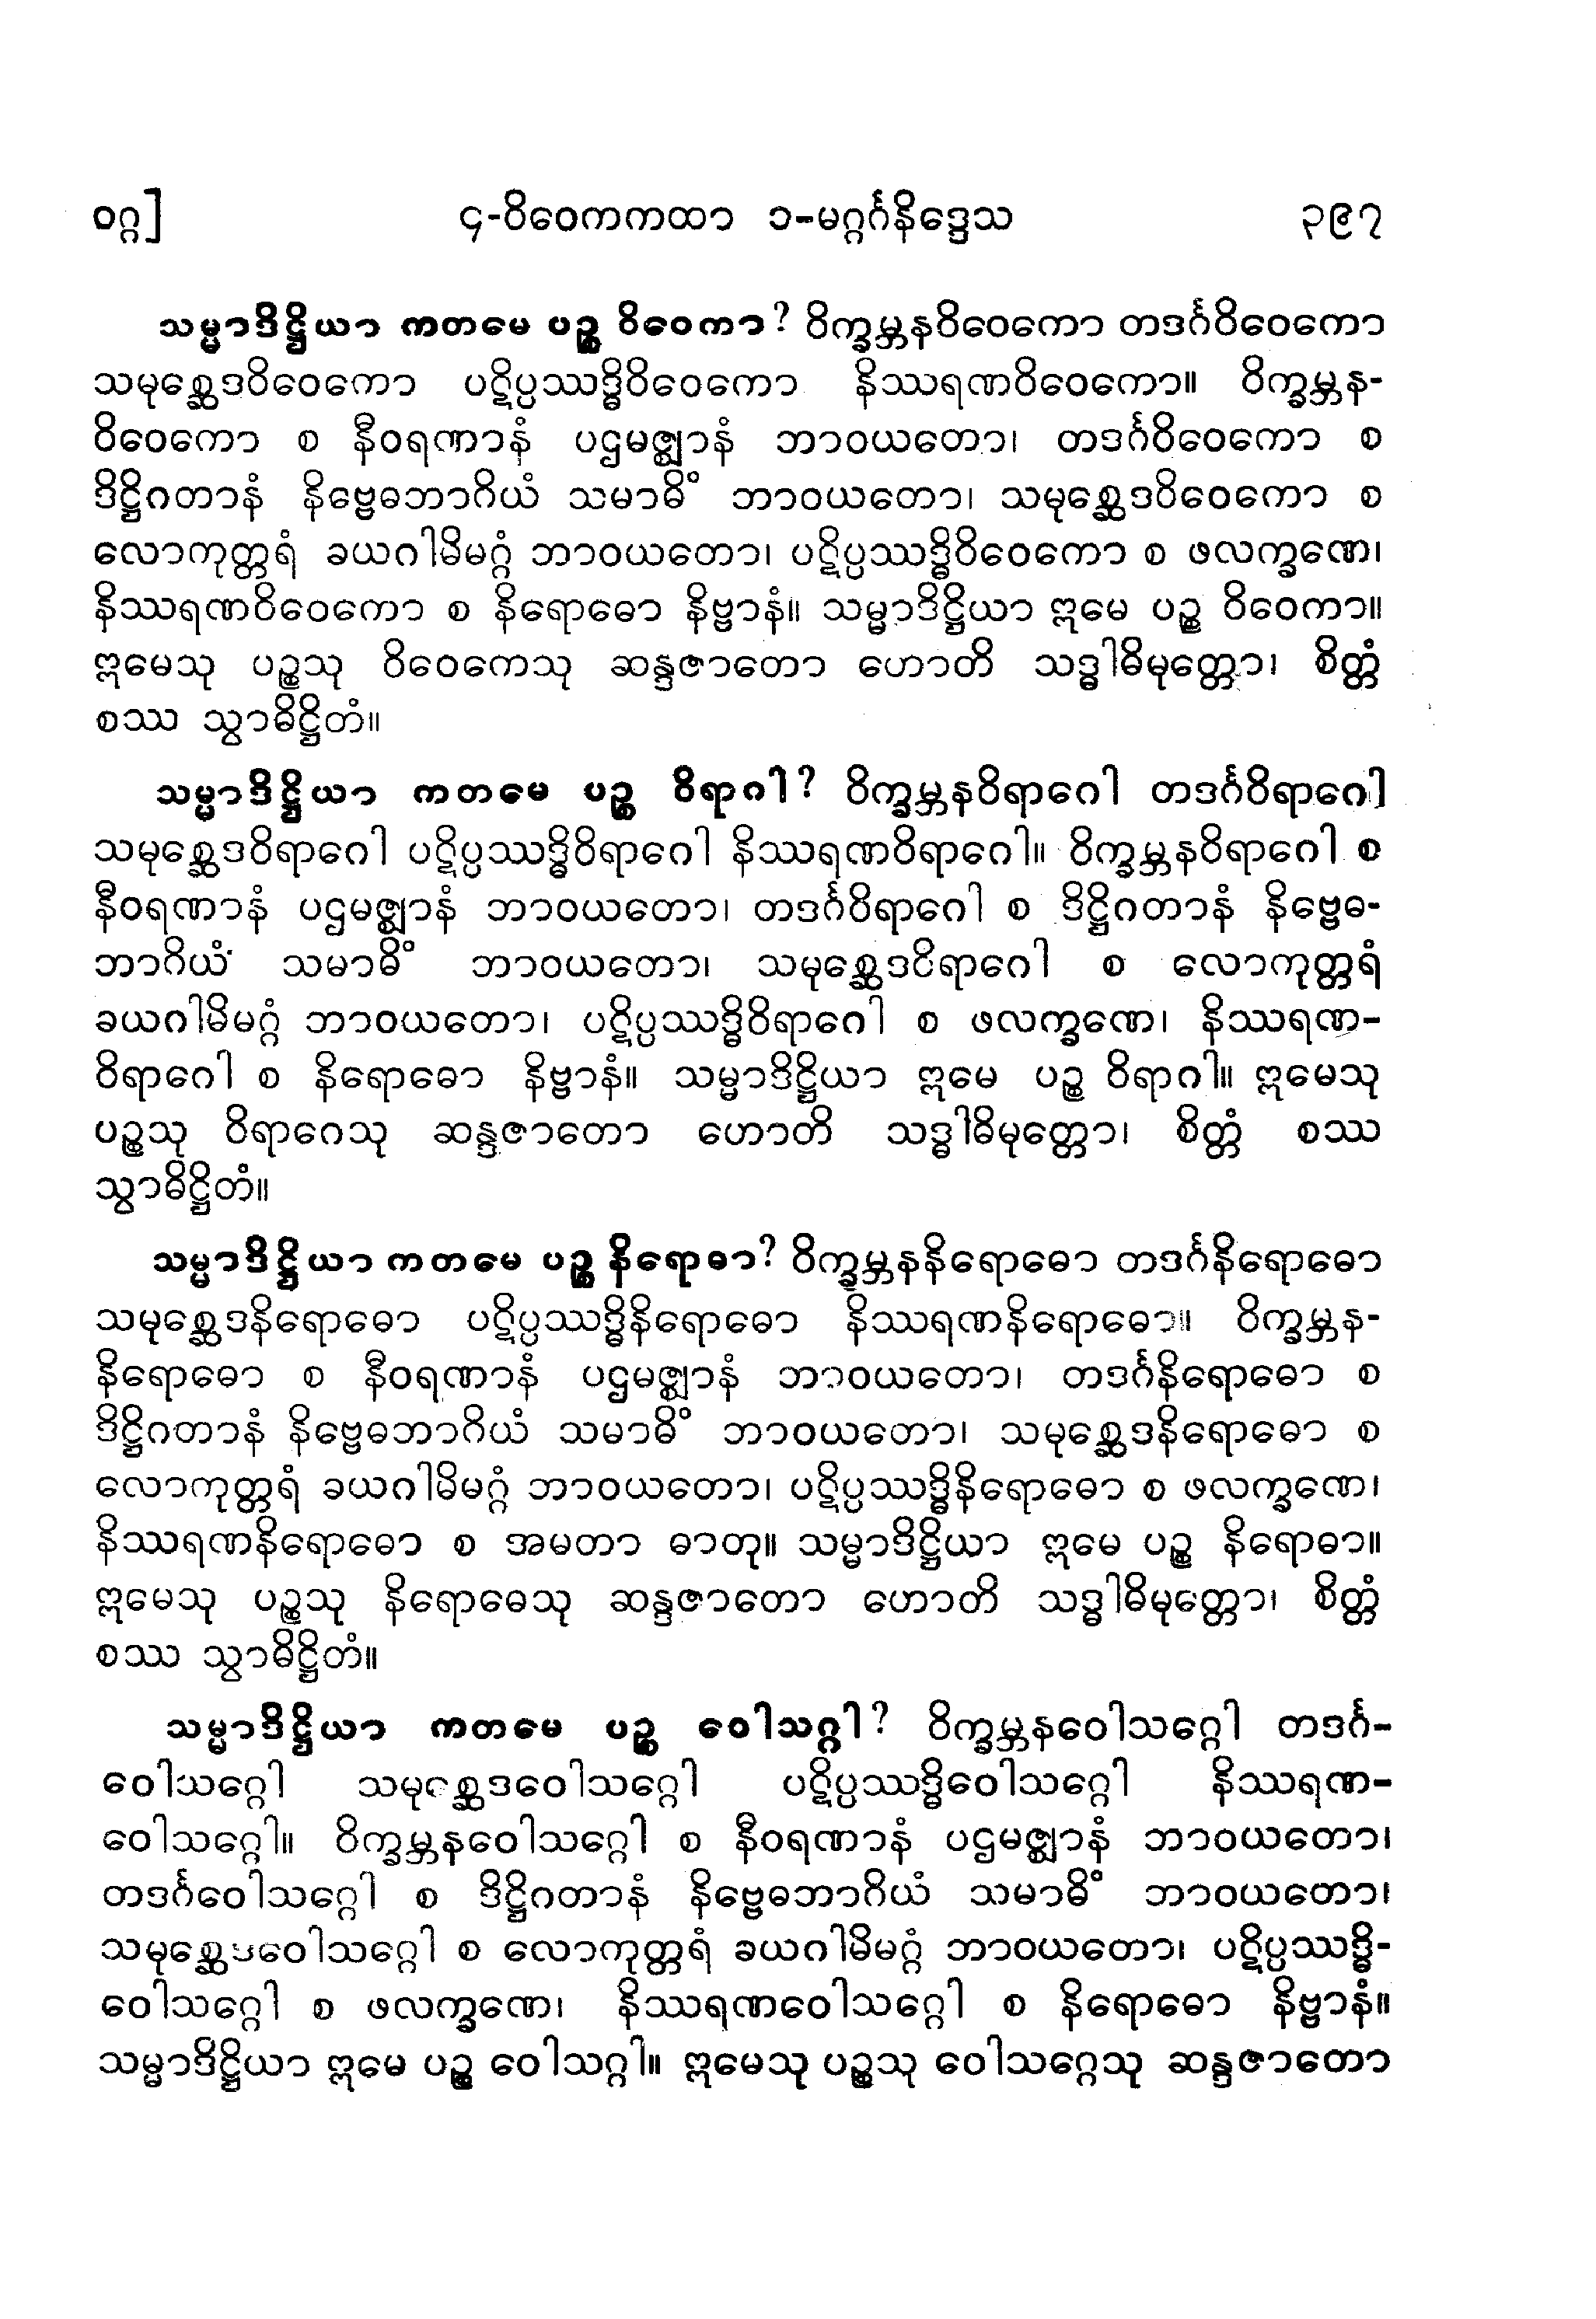 ဝဂ္ဂ] ၄-ဝိဝေကကထာ ၁-မဂ္ဂင်္ဂနိဒ္ဒေသ ၃၉၇
သမ္မာဒိဋ္ဌိယာ ကတမေ ပဉ္စ ဝိဝေကာ? ဝိက္ခမ္ဘနဝိဝေကော တဒင်္ဂဝိဝေကော
သမုစ္ဆေဒဝိဝေကော ပဋိပ္ပဿဒ္ဓိဝိဝေကော နိဿရဏဝိဝေကော။ ဝိက္ခမ္ဘန-
ဝိဝေကော စ နီဝရဏာနံ ပဌမဇ္ဈာနံ ဘာဝယတော၊ တဒင်္ဂဝိဝေကော စ
ဒိဋ္ဌိဂတာနံ နိဗ္ဗေဓဘာဂိယံ သမာဓိံ ဘာဝယတော၊ သမုစ္ဆေဒဝိဝေကော စ
လောကုတ္တရံ ခယဂါမိမဂ္ဂံ ဘာဝယတော၊ ပဋိပ္ပဿဒ္ဓိဝိဝေကော စ ဖလက္ခဏေ၊
နိဿရဏဝိဝေကော စ နိရောဓော နိဗ္ဗာနံ။ သမ္မာဒိဋ္ဌိယာ ဣမေ ပဉ္စ ဝိဝေကာ။
ဣမေသု ပဉ္စသု ဝိဝေကေသု ဆန္ဒဇာတော ဟောတိ သဒ္ဓါဓိမုတ္တော၊ စိတ္တံ
စဿ သွာဓိဋ္ဌိတံ။
သမ္မာဒိဋ္ဌိယာ ကတမေ ပဉ္စ ဝိရာဂါ? ဝိက္ခမ္ဘနဝိရာဂေါ တဒင်္ဂဝိရာဂေါ
သမုစ္ဆေဒဝိရာဂေါ ပဋိပ္ပဿဒ္ဓိဝိရာဂေါ နိဿရဏဝိရာဂေါ။ ဝိက္ခမ္ဘနဝိရာဂေါ စ
နီဝရဏာနံ ပဌမဇ္ဈာနံ ဘာဝယတော၊ တဒင်္ဂဝိရာဂေါ စ ဒိဋ္ဌိဂတာနံ နိဗ္ဗေဓ-
ဘာဂိယံ သမာဓိံ ဘာဝယတော၊ သမုစ္ဆေဒဝိရာဂေါ စ လောကုတ္တရံ
ခယဂါမိမဂ္ဂံ ဘာဝယတော၊ ပဋိပ္ပဿဒ္ဓိဝိရာဂေါ စ ဖလက္ခဏေ၊ နိဿရဏ-
ဝိရာဂေါ စ နိရောဓော နိဗ္ဗာနံ။ သမ္မာဒိဋ္ဌိယာ ဣမေ ပဉ္စ ဝိရာဂါ။ ဣမေသု
ပဉ္စသု ဝိရာဂေသု ဆန္ဒဇာတော ဟောတိ သဒ္ဓါဓိမုတ္တော၊ စိတ္တံ စဿ
သွာဓိဋ္ဌိတံ။
သမ္မာဒိဋ္ဌိယာ ကတမေ ပဉ္စ နိရောဓာ? ဝိက္ခမ္ဘနနိရောဓော တဒင်္ဂနိရောဓော
သမုစ္ဆေဒနိရောဓော ပဋိပ္ပဿဒ္ဓိနိရောဓော နိဿရဏနိရောဓော။ ဝိက္ခမ္ဘန-
နိရောဓော စ နီဝရဏာနံ ပဌမဇ္ဈာနံ ဘာဝယတော၊ တဒင်္ဂနိရောဓော စ
ဒိဋ္ဌိဂတာနံ နိဗ္ဗေဓဘာဂိယံ သမာဓိံ ဘာဝယတော၊ သမုစ္ဆေဒနိရောဓော စ
လောကုတ္တရံ ခယဂါမိမဂ္ဂံ ဘာဝယတော၊ ပဋိပ္ပဿဒ္ဓိနိရောဓော စ ဖလက္ခဏေ၊
နိဿရဏနိရောဓော စ အမတာ ဓာတု။ သမ္မာဒိဋ္ဌိယာ ဣမေ ပဉ္စ နိရောဓာ။
ဣမေသု ပဉ္စသု နိရောဓေသု ဆန္ဒဇာတော ဟောတိ သဒ္ဓါဓိမုတ္တော၊ စိတ္တံ
စဿ သွာဓိဋ္ဌိတံ။
သမ္မာဒိဋ္ဌိယာ ကတမေ ပဉ္စ ဝေါသဂ္ဂါ? ဝိက္ခမ္ဘနဝေါသဂ္ဂေါ တဒင်္ဂ-
ဝေါသဂ္ဂေါ သမုစ္ဆေဒဝေါသဂ္ဂေါ ပဋိပ္ပဿဒ္ဓိဝေါသဂ္ဂေါ နိဿရဏ-
ဝေါသဂ္ဂေါ။ ဝိက္ခမ္ဘနဝေါသဂ္ဂေါ စ နီဝရဏာနံ ပဌမဇ္ဈာနံ ဘာဝယတော၊
တဒင်္ဂဝေါသဂ္ဂေါ စ ဒိဋ္ဌိဂတာနံ နိဗ္ဗေဓဘာဂိယံ သမာဓိံ ဘာဝယတော၊
သမုစ္ဆေဒဝေါသဂ္ဂေါ စ လောကုတ္တရံ ခယဂါမိမဂ္ဂံ ဘာဝယတော၊ ပဋိပ္ပဿဒ္ဓိ-
ဝေါသဂ္ဂေါ စ ဖလက္ခဏေ၊ နိဿရဏဝေါသဂ္ဂေါ စ နိရောဓော နိဗ္ဗာနံ။
သမ္မာဒိဋ္ဌိယာ ဣမေ ပဉ္စ ဝေါသဂ္ဂါ။ ဣမေသု ပဉ္စသု ဝေါသဂ္ဂေသု ဆန္ဒဇာတော